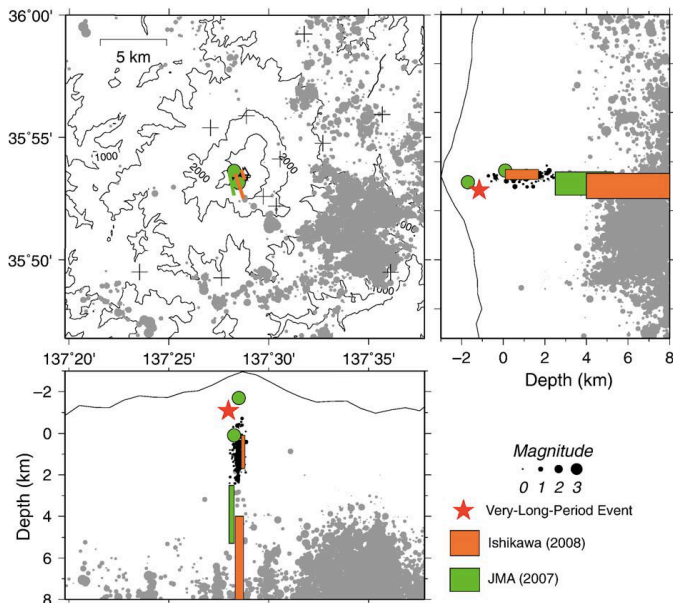 36°00'
5 km
35°55'
1000
2000
2000
35°50'
1000
1000
137°20' 137°25' 137°30' 137°35'
−2 0 2 4 6 8
Depth (km)
−2
0
2
4
6
8
Depth (km)
Magnitude
0 1 2 3
Very-Long-Period Event
Ishikawa (2008)
JMA (2007)